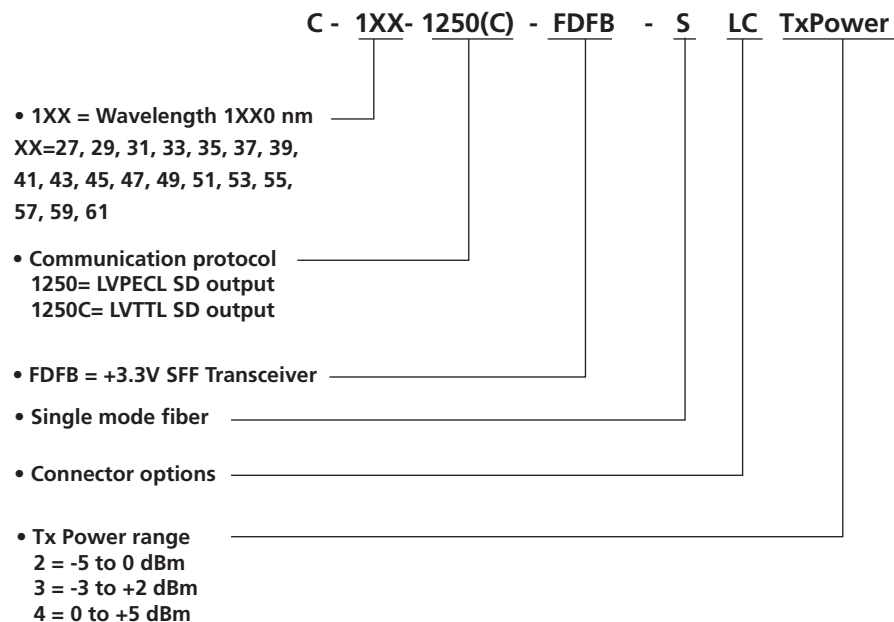 C - 1XX- 1250(C) - FDFB - S LC TxPower
• 1XX = Wavelength 1XX0 nm
XX=27, 29, 31, 33, 35, 37, 39,
41, 43, 45, 47, 49, 51, 53, 55,
57, 59, 61
• Communication protocol
1250= LVPECL SD output
1250C= LVTTL SD output
• FDFB = +3.3V SFF Transceiver
• Single mode fiber
• Connector options
• Tx Power range
2 = -5 to 0 dBm
3 = -3 to +2 dBm
4 = 0 to +5 dBm